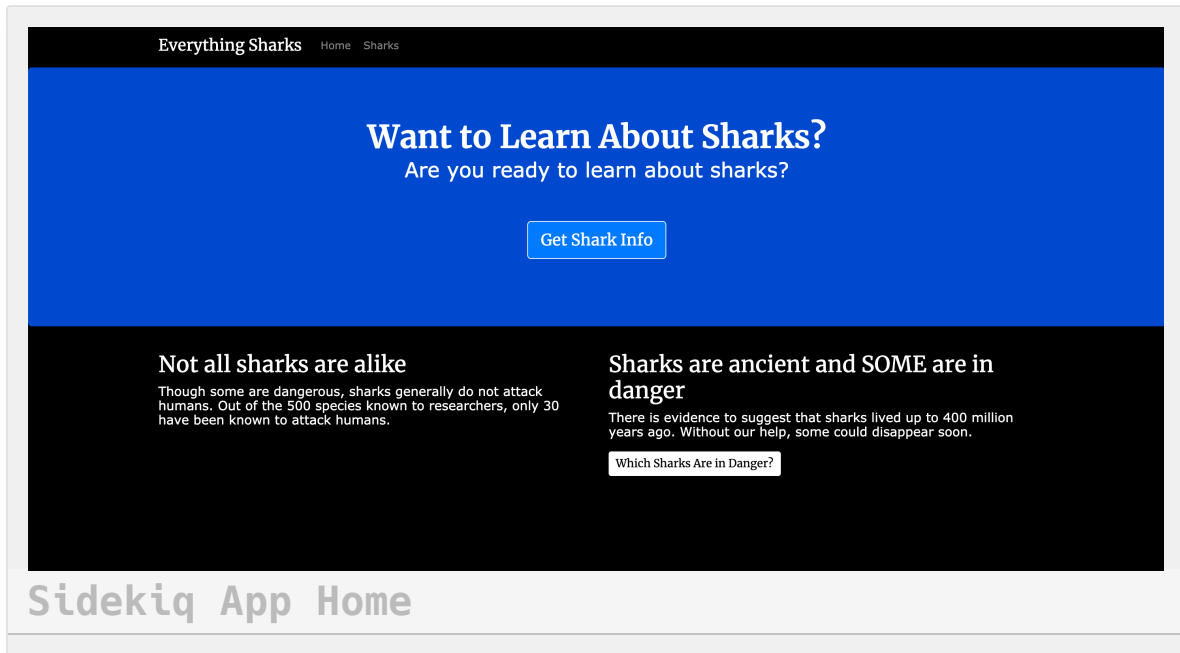 Everything Sharks Home Sharks
Want to Learn About Sharks?
Are you ready to learn about sharks?
Get Shark Info
Not all sharks are alike
Though some are dangerous, sharks generally do not attack
humans. Out of the 500 species known to researchers, only 30
have been known to attack humans.
Sharks are ancient and SOME are in
danger
There is evidence to suggest that sharks lived up to 400 million
years ago. Without our help, some could disappear soon.
Which Sharks Are in Danger?
Sidekiq App Home